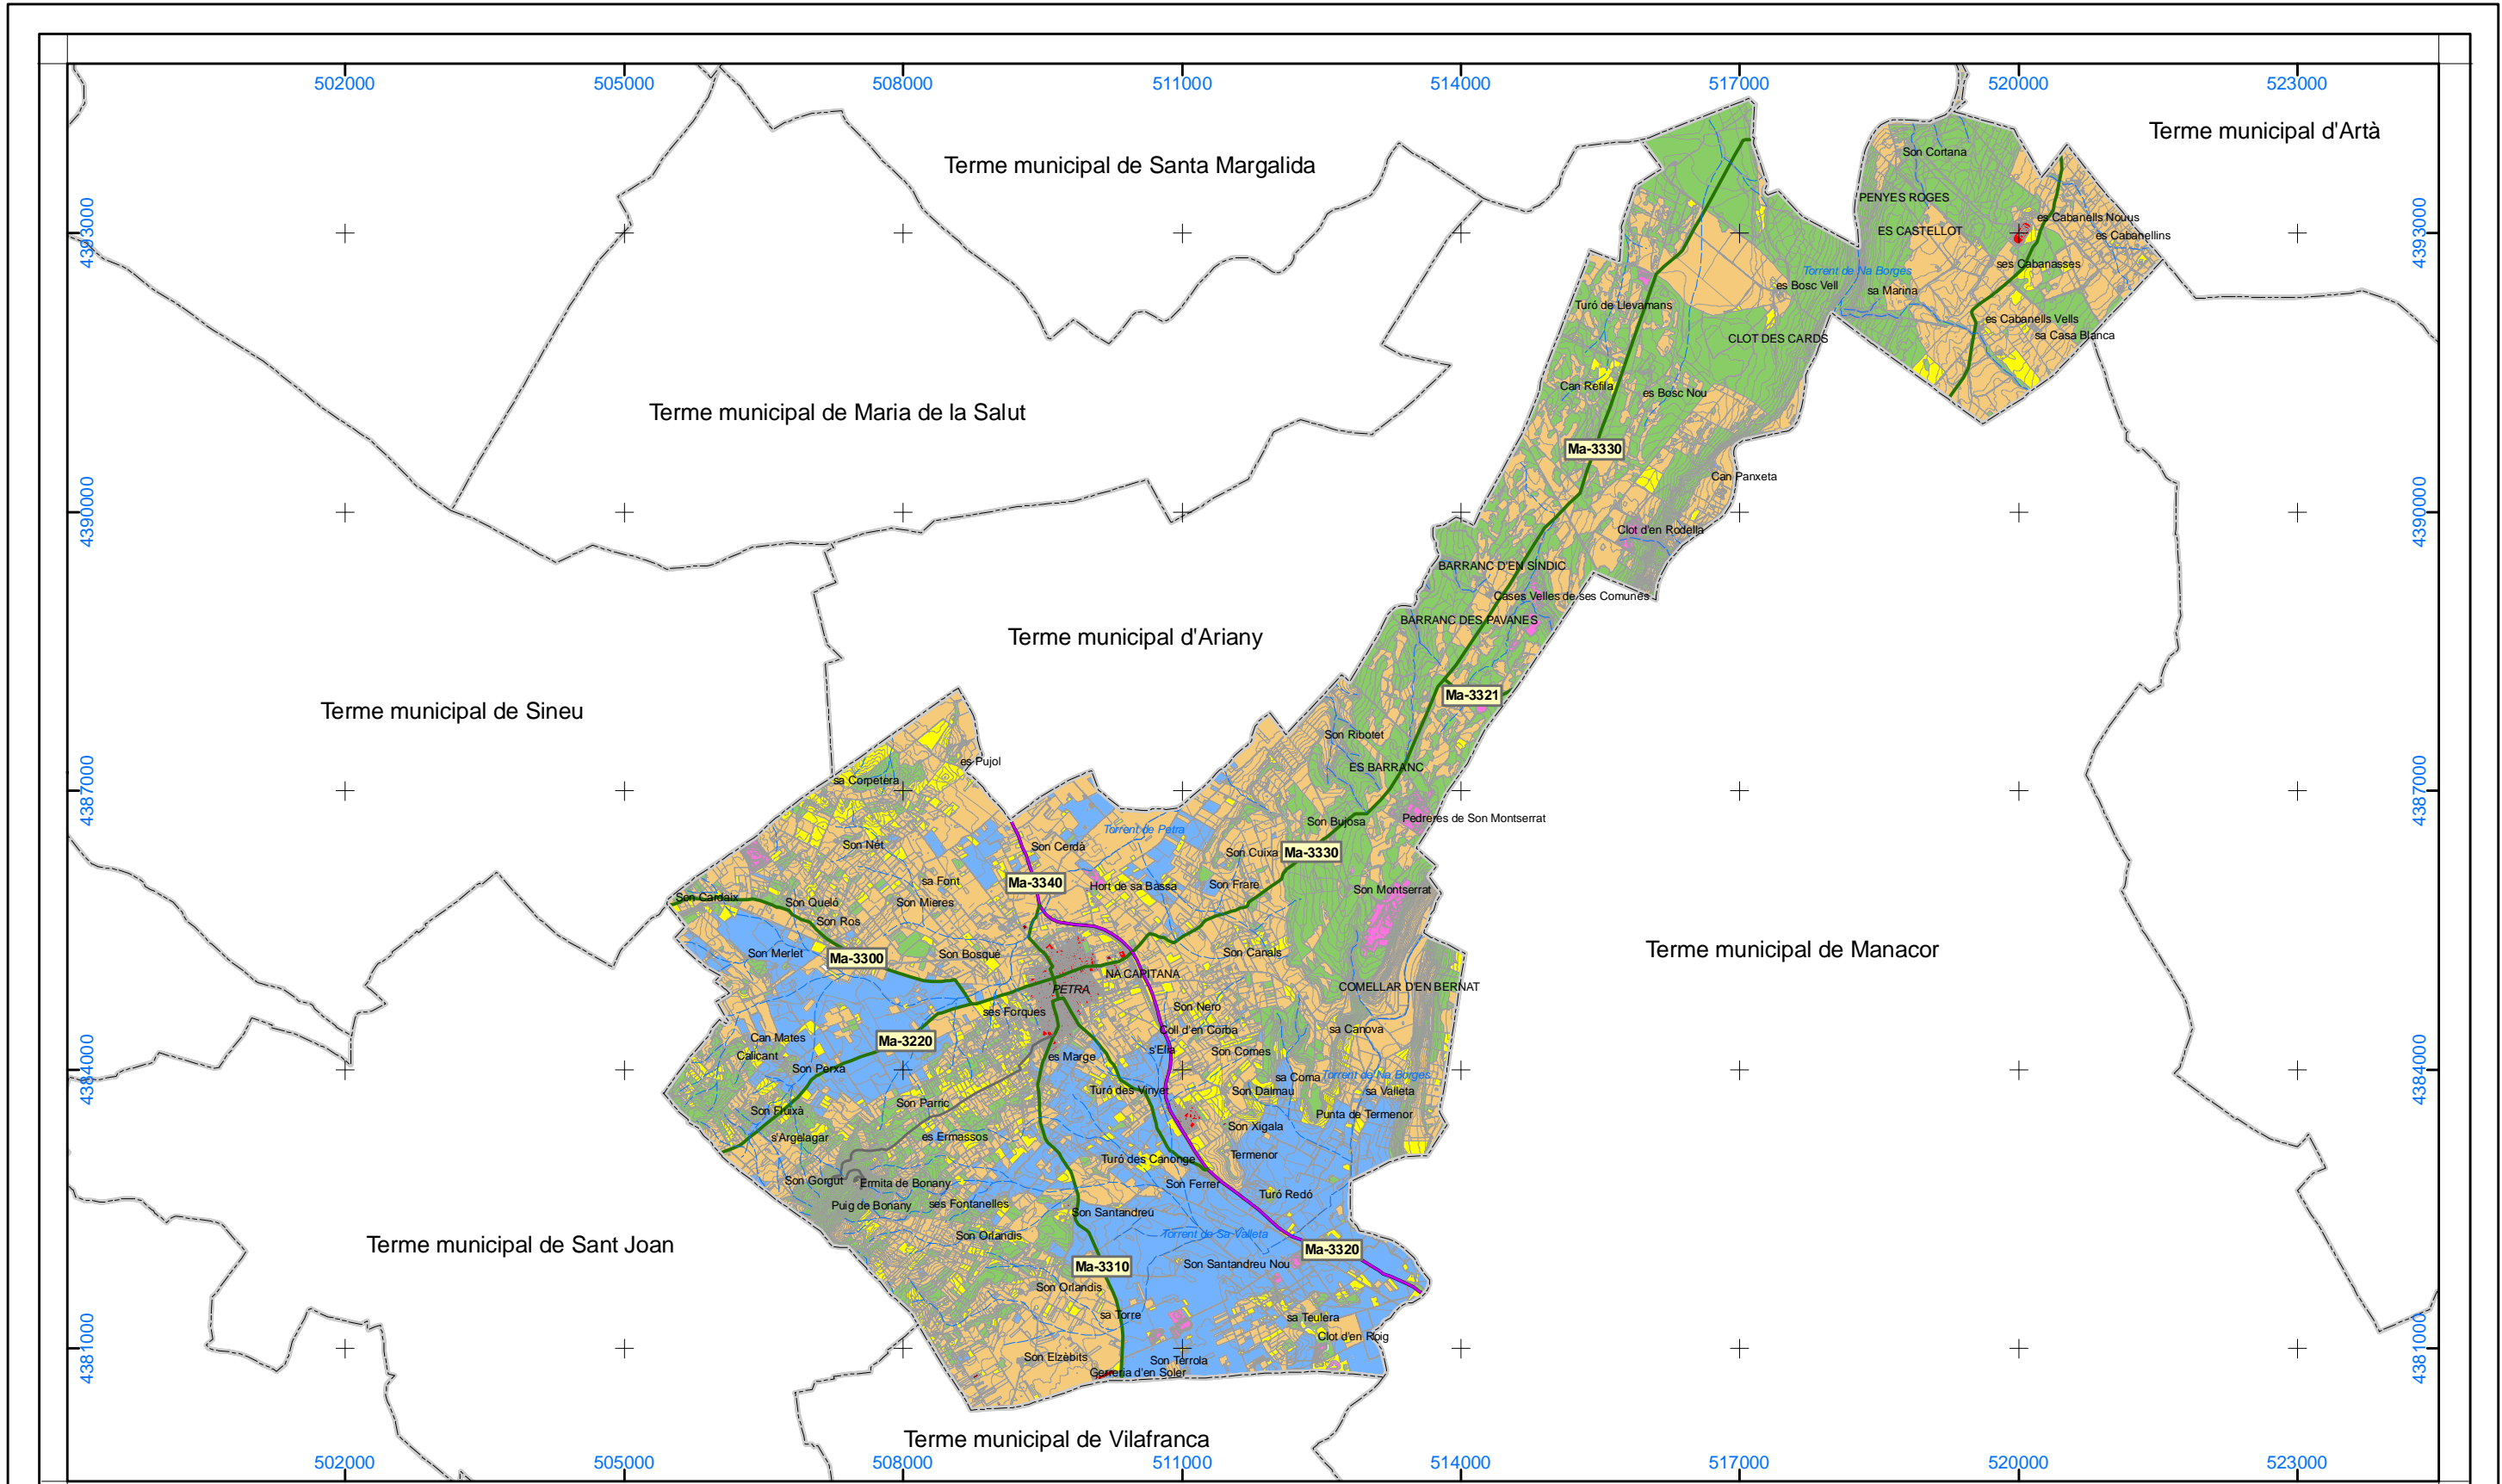 502000 505000 508000 511000 514000 517000 520000 523000
Terme municipal d'Artà
Terme municipal de Santa Margalida
Son Cortana
PENYES ROGES
es Cabanells Nouus
ES CASTELLOT
es Cabanellins
4393000
4393000
ses Cabanasses
Torrent de Na Borges
es Bosc Vell
sa Marina
Turó de Llevamans
es Cabanells Vells
sa Casa Blanca
CLOT DES CARDS
Can Refila
es Bosc Nou
Terme municipal de Maria de la Salut
Ma-3330
Can Panxeta
4390000
4390000
Clot d'en Rodella
BARRANC D'EN SÍNDIC
Cases Velles de ses Comunes
BARRANC DES PAVANES
Terme municipal d'Ariany
Ma-3321
Terme municipal de Sineu
Son Ribotet
es Pujol
ES BARRANC
sa Corpetera
4387000
4387000
Pedreres de Son Montserrat
Son Bujosa
Torrent de Petra
Son Net
Son Cerdà
Son Cuixa
Ma-3330
sa Font
Ma-3340
Hort de sa Bassa
Son Frare
Son Montserrat
Son Cardaix
Son Queló
Son Mieres
Son Ros
Terme municipal de Manacor
Son Merlet
Ma-3300
Son Bosquè
Son Canals
NA CAPITANA
PETRA
COMELLAR D'EN BERNAT
ses Forques
Son Nero
Coll d'en Corba
sa Canova
Can Mates
Ma-3220
Calicant
es Marge
s'Elia
Son Comes
4384000
4384000
Son Perxa
sa Coma
Torrent de Na Borges
Turó des Vinyet
Son Dalmau
sa Valleta
Son Parric
Son Fluixà
Punta de Termenor
Son Xigala
s'Argelagar
es Ermassos
Turó des Canonge
Termenor
Son Gorgut
Ermita de Bonany
Son Ferrer
Turó Redó
Puig de Bonany
ses Fontanelles
Son Santandreu
Son Orlandis
Torrent de Sa Valleta
Terme municipal de Sant Joan
Ma-3320
Ma-3310
Son Santandreu Nou
Son Orlandis
sa Torre
sa Teulera
Clot d'en Roig
4381000
4381000
Son Elzèbits
Son Terrola
Gerreria d'en Soler
Terme municipal de Vilafranca
502000 505000 508000 511000 514000 517000 520000 523000